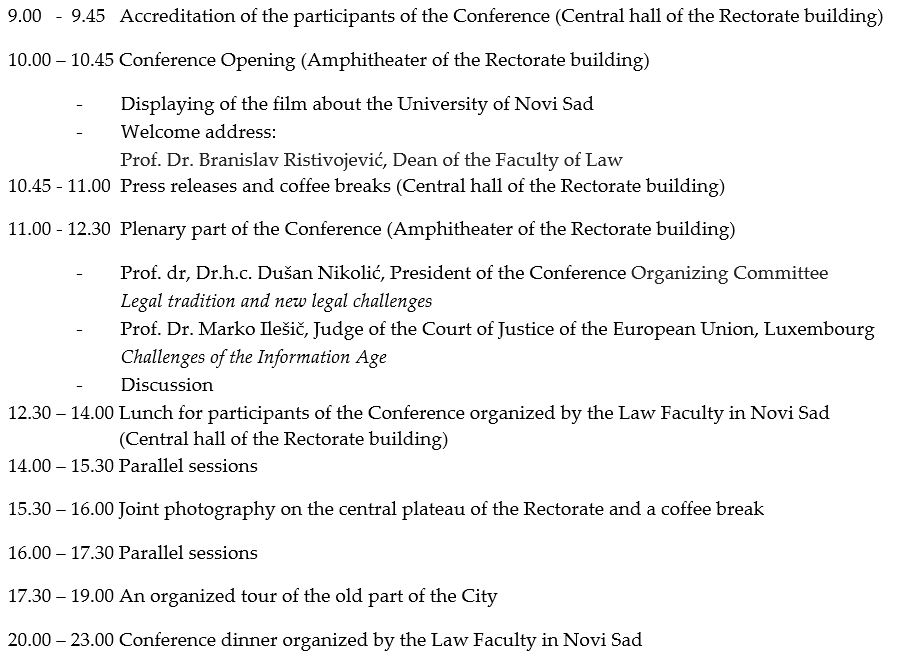 9.00 - 9.45 Accreditation of the participants of the Conference (Central hall of the Rectorate building)
10.00 – 10.45 Conference Opening (Amphitheater of the Rectorate building)
- Displaying of the film about the University of Novi Sad
- Welcome address:
Prof. Dr. Branislav Ristivojević, Dean of the Faculty of Law
10.45 - 11.00 Press releases and coffee breaks (Central hall of the Rectorate building)
11.00 - 12.30 Plenary part of the Conference (Amphitheater of the Rectorate building)
- Prof. dr, Dr.h.c. Dušan Nikolić, President of the Conference Organizing Committee
Legal tradition and new legal challenges
- Prof. Dr. Marko Ilešič, Judge of the Court of Justice of the European Union, Luxembourg
Challenges of the Information Age
- Discussion
12.30 – 14.00 Lunch for participants of the Conference organized by the Law Faculty in Novi Sad
(Central hall of the Rectorate building)
14.00 – 15.30 Parallel sessions
15.30 – 16.00 Joint photography on the central plateau of the Rectorate and a coffee break
16.00 – 17.30 Parallel sessions
17.30 – 19.00 An organized tour of the old part of the City
20.00 – 23.00 Conference dinner organized by the Law Faculty in Novi Sad